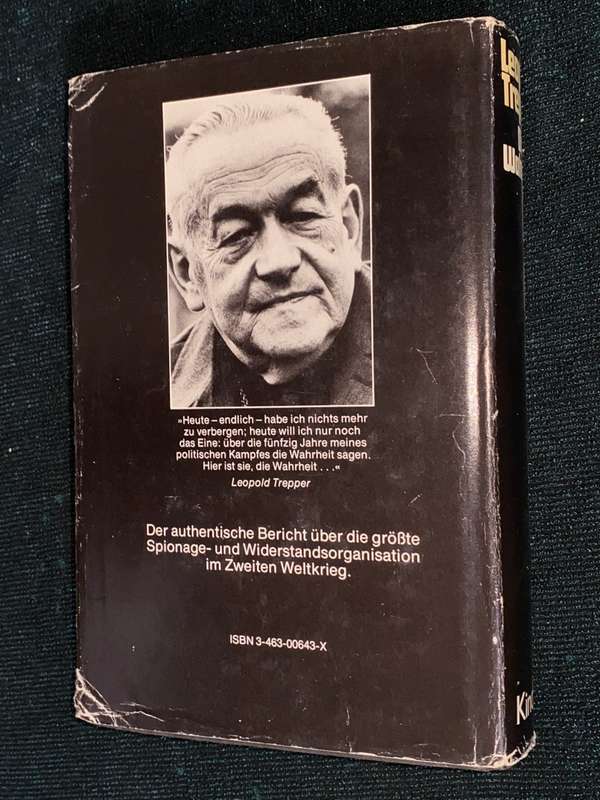 »Heute – endlich – habe ich nichts mehr
zu verbergen; heute will ich nur noch
das Eine: über die fünfzig Jahre meines
politischen Kampfes die Wahrheit sagen.
Hier ist sie, die Wahrheit . . .«
Leopold Trepper
Der authentische Bericht über die größte
Spionage- und Widerstandsorganisation
im Zweiten Weltkrieg.
ISBN 3-463-00643-X